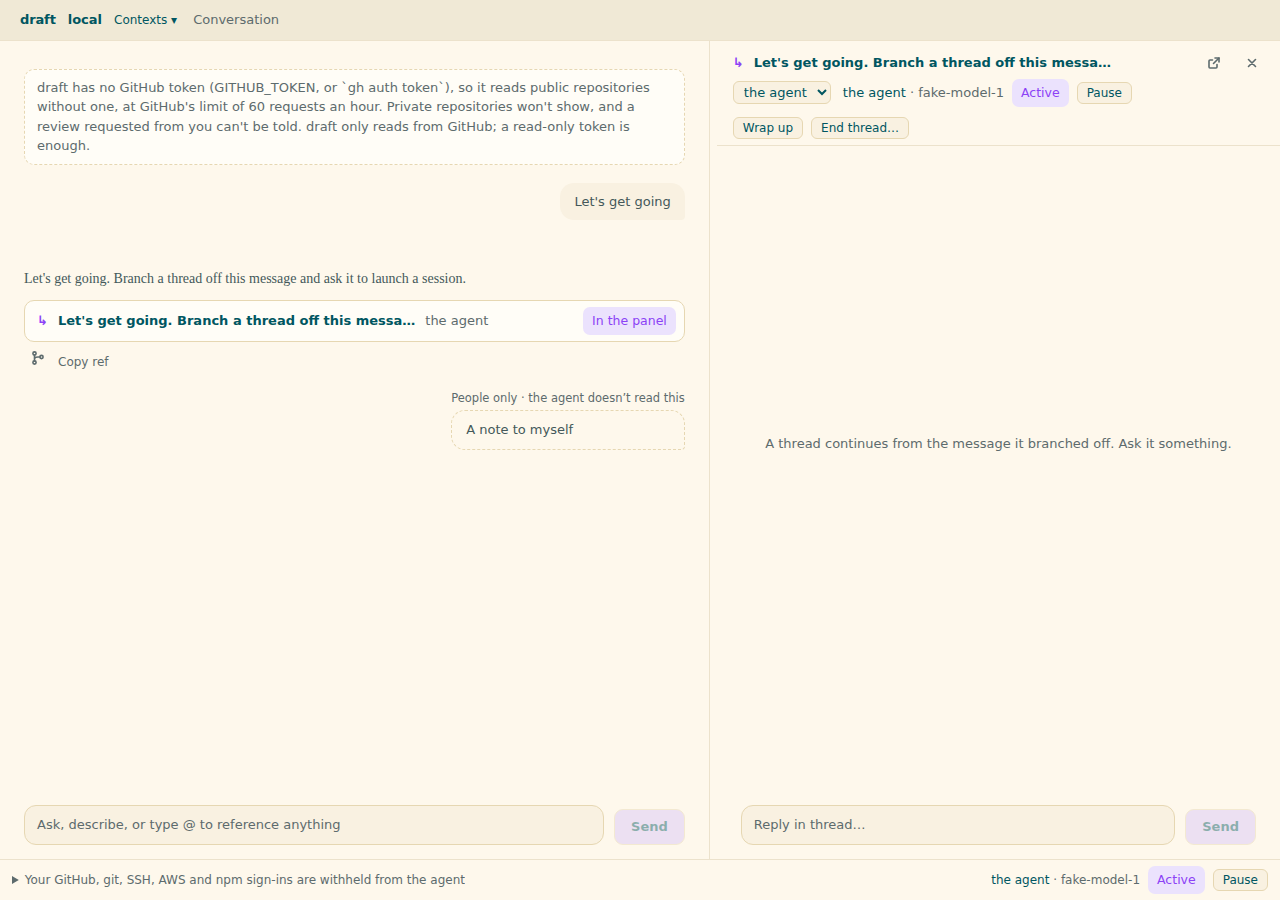 draft local Contexts ▾ Conversation
draft has no GitHub token (GITHUB_TOKEN, or `gh auth token`), so it reads public repositories
without one, at GitHub's limit of 60 requests an hour. Private repositories won't show, and a
review requested from you can't be told. draft only reads from GitHub; a read-only token is
enough.
Let's get going
Let's get going. Branch a thread off this message and ask it to launch a session.
↳ Let's get going. Branch a thread off this messa… the agent In the panel
Copy ref
People only · the agent doesn’t read this
A note to myself
Ask, describe, or type @ to reference anything Send
↳ Let's get going. Branch a thread off this messa…
the agent the agent · fake-model-1 Active Pause
Wrap up End thread…
A thread continues from the message it branched off. Ask it something.
Reply in thread… Send
▶ Your GitHub, git, SSH, AWS and npm sign-ins are withheld from the agent
the agent · fake-model-1 Active Pause